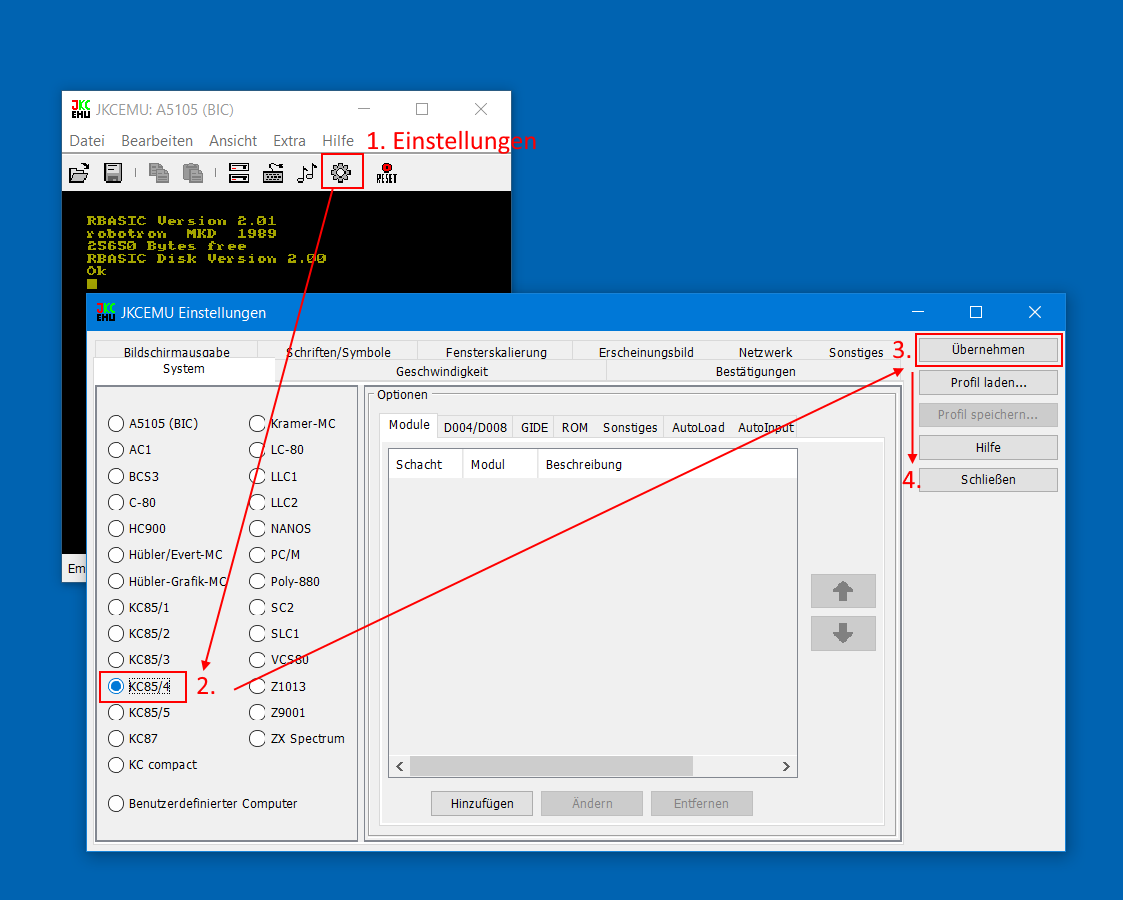 JKCEMU: A5105 (BIC)
Datei Bearbeiten Ansicht Extra Hilfe
1. Einstellungen
RESET
RBASIC Version 2.01
robotron MKD 1989
25650 Bytes free
RBASIC Disk Version 2.00
Ok
Em
JKCEMU Einstellungen
Bildschirmausgabe Schriften/Symbole Fensterskalierung Erscheinungsbild Netzwerk Sonstiges
System Geschwindigkeit Bestätigungen
A5105 (BIC)
AC1
BCS3
C-80
HC900
Hübler/Evert-MC
Hübler-Grafik-MC
KC85/1
KC85/2
KC85/3
KC85/4
2.
KC85/5
KC87
KC compact
Benutzerdefinierter Computer
Kramer-MC
LC-80
LLC1
LLC2
NANOS
PC/M
Poly-880
SC2
SLC1
VCS80
Z1013
Z9001
ZX Spectrum
Optionen
Module D004/D008 GIDE ROM Sonstiges AutoLoad AutoInput
Schacht Modul Beschreibung
Hinzufügen Ändern Entfernen
3.
Übernehmen
Profil laden...
Profil speichern...
Hilfe
4.
Schließen